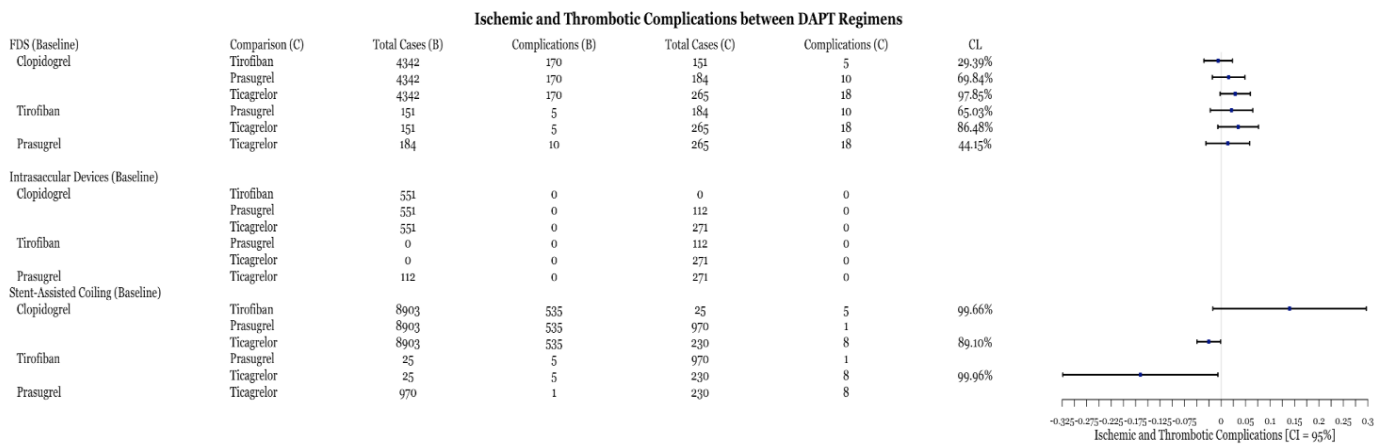 Ischemic and Thrombotic Complications between DAPT Regimens
FDS (Baseline) Comparison (C) Total Cases (B) Complications (B) Total Cases (C) Complications (C) CL
Clopidogrel Tirofiban 4342 170 151 5 29.39%
Prasugrel 4342 170 184 10 69.84%
Ticagrelor 4342 170 265 18 97.85%
Tirofiban Prasugrel 151 5 184 10 65.03%
Ticagrelor 151 5 265 18 86.48%
Prasugrel Ticagrelor 184 10 265 18 44.15%
Intrasaccular Devices (Baseline)
Clopidogrel Tirofiban 551 0 0 0
Prasugrel 551 0 112 0
Ticagrelor 551 0 271 0
Tirofiban Prasugrel 0 0 112 0
Ticagrelor 0 0 271 0
Prasugrel Ticagrelor 112 0 271 0
Stent-Assisted Coiling (Baseline)
Clopidogrel Tirofiban 8903 535 25 5 99.66%
Prasugrel 8903 535 970 1
Ticagrelor 8903 535 230 8 89.10%
Tirofiban Prasugrel 25 5 970 1
Ticagrelor 25 5 230 8 99.96%
Prasugrel Ticagrelor 970 1 230 8
-0.325-0.275-0.225-0.175-0.125-0.075 0 0.05 0.1 0.15 0.2 0.25 0.3
Ischemic and Thrombotic Complications [CI = 95%]